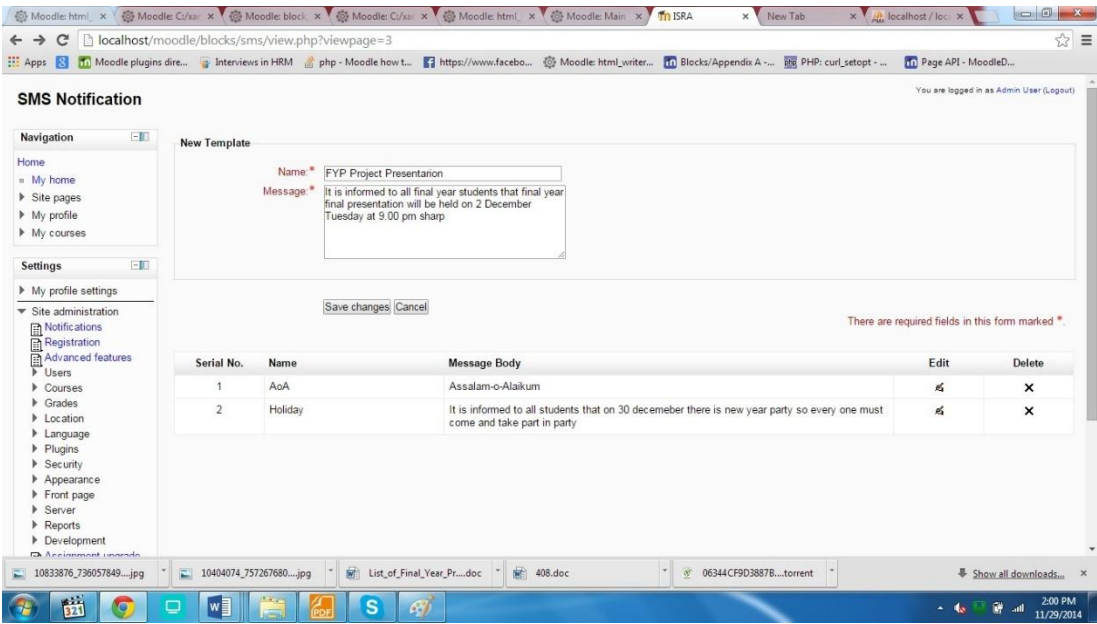 Moodle: html_
Moodle: C:/xar
Moodle: block
Moodle: C:/xar
Moodle: html_
Moodle: Main
ISRA
New Tab
localhost / loc
localhost/moodle/blocks/sms/view.php?viewpage=3
Apps
Moodle plugins dire...
Interviews in HRM
php - Moodle how t...
https://www.facebo...
Moodle: html_writer...
Blocks/Appendix A -...
PHP: curl_setopt - ...
Page API - MoodleD...
SMS Notification
You are logged in as Admin User (Logout)
Navigation
Home
My home
Site pages
My profile
My courses
Settings
My profile settings
Site administration
Notifications
Registration
Advanced features
Users
Courses
Grades
Location
Language
Plugins
Security
Appearance
Front page
Server
Reports
Development
Assignment upgrade
New Template
Name:* FYP Project Presentarion
Message:* It is informed to all final year students that final year
final presentation will be held on 2 December
Tuesday at 9.00 pm sharp
Save changes Cancel
There are required fields in this form marked *.
Serial No. Name Message Body Edit Delete
1 AoA Assalam-o-Alaikum
2 Holiday It is informed to all students that on 30 decemeber there is new year party so every one must
come and take part in party
10833876_736057849....jpg
10404074_757267680....jpg
List_of_Final_Year_Pr....doc
408.doc
06344CF9D3887B....torrent
Show all downloads...
321
PDF
2:00 PM
11/29/2014